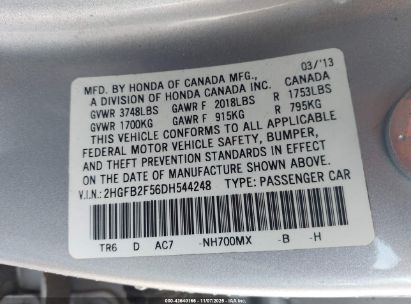 MFD. BY HONDA OF CANADA MFG., 03/'13
A DIVISION OF HONDA CANADA INC. CANADA
GVWR 3748LBS GAWR F 2018LBS R 1753LBS
GVWR 1700KG GAWR F 915KG R 795KG
THIS VEHICLE CONFORMS TO ALL APPLICABLE
FEDERAL MOTOR VEHICLE SAFETY, BUMPER,
AND THEFT PREVENTION STANDARDS IN EFFECT
ON THE DATE OF MANUFACTURE SHOWN ABOVE.
V.I.N.: 2HGFB2F56DH544248 TYPE: PASSENGER CAR
TR6 D AC7 -NH700MX -B -H